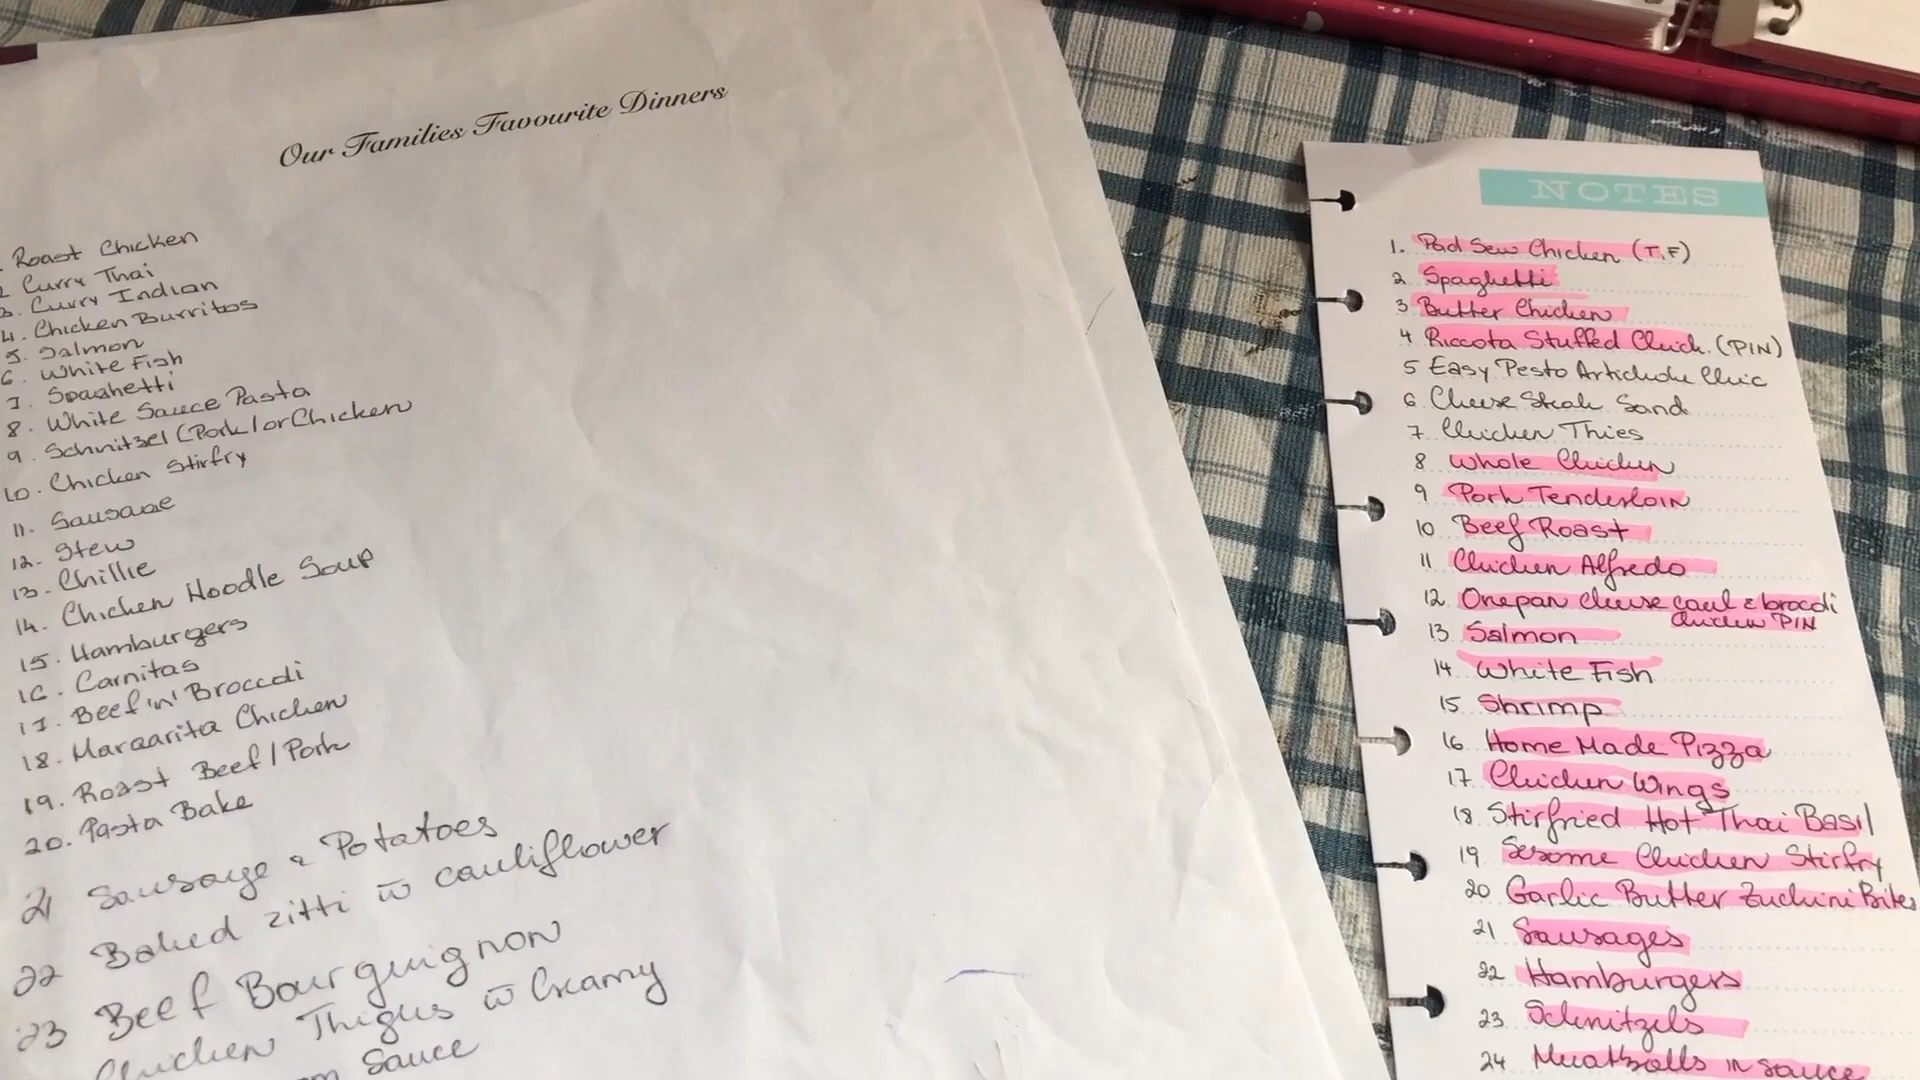 Our Families Favourite Dinners
. Roast Chicken
2 Curry Thai
3. Curry Indian
4. Chicken Burritos
5. Salmon
6. White Fish
7. Spaghetti
8. White Sauce Pasta
9. Schnitzel (Pork/or Chicken
10. Chicken Stirfry
11. Sausage
12. Stew
13. Chillie
14. Chicken Noodle Soup
15. Hamburgers
16. Carnitas
17. Beef 'n' Broccoli
18. Margarita Chicken
19. Roast Beef / Pork
20. Pasta Bake
21 Sausage & Potatoes
22 Baked zitti w cauliflower
23 Beef Bourguignon
Chicken Thighs w Creamy
Sauce
NOTES
1. Pad Sew Chicken (T.F)
2 Spaghetti
3 Butter Chicken
4 Riccota Stuffed Chick. (PIN)
5 Easy Pesto Artichoke Chic
6 Cheese Steak Sand
7 Chicken Thies
8 Whole Chicken
9 Pork Tenderloin
10 Beef Roast
11 Chicken Alfredo
12 Onepan cheese caul & brocoli
chicken PIN
13 Salmon
14 White Fish
15 Shrimp
16 Home Made Pizza
17 Chicken Wings
18 Stirfried Hot Thai Basil
19 Sesame Chicken Stirfry
20 Garlic Butter Zuchini Bites
21 Sausages
22 Hamburgers
23 Schnitzels
24 Meatballs in sauce